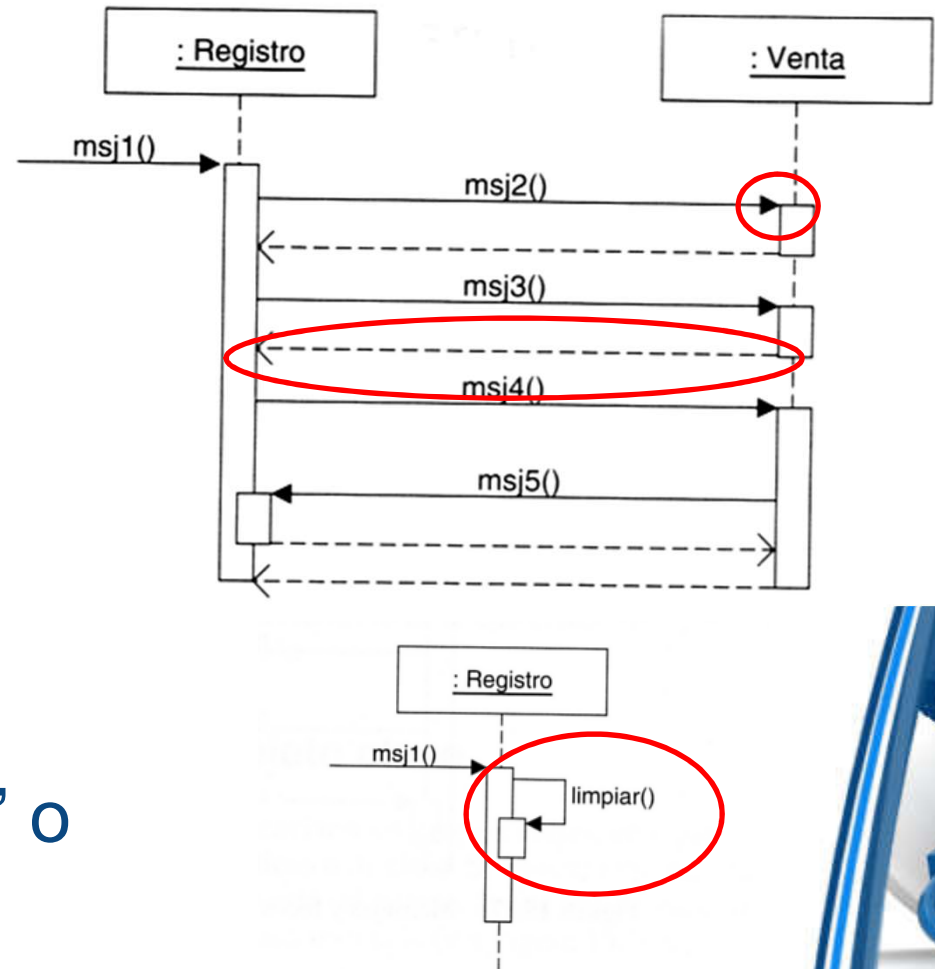 : Registro
: Venta
msj1()
msj2()
msj3()
msj4()
msj5()
: Registro
msj1()
limpiar()
” o